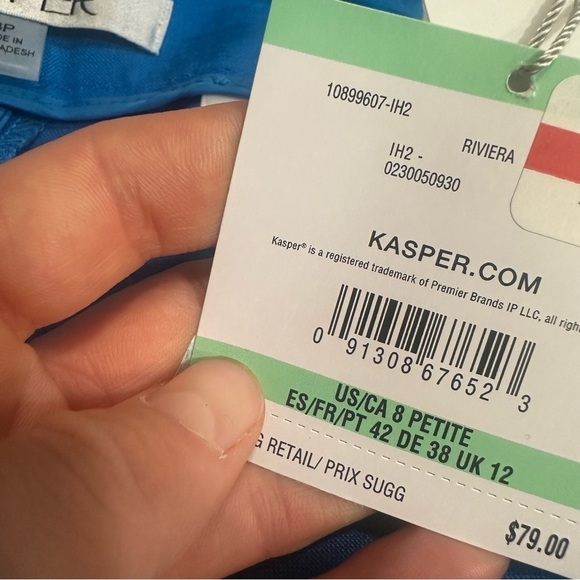 8P
10899607-IH2
RIVIERA
IH2 -
0230050930
KASPER.COM
Kasper® is a registered trademark of Premier Brands IP LLC, all
0 91308 67652 3
US/CA 8 PETITE
ES/FR/PT 42 DE 38 UK 12
RETAIL/ PRIX SUGG
$79.00